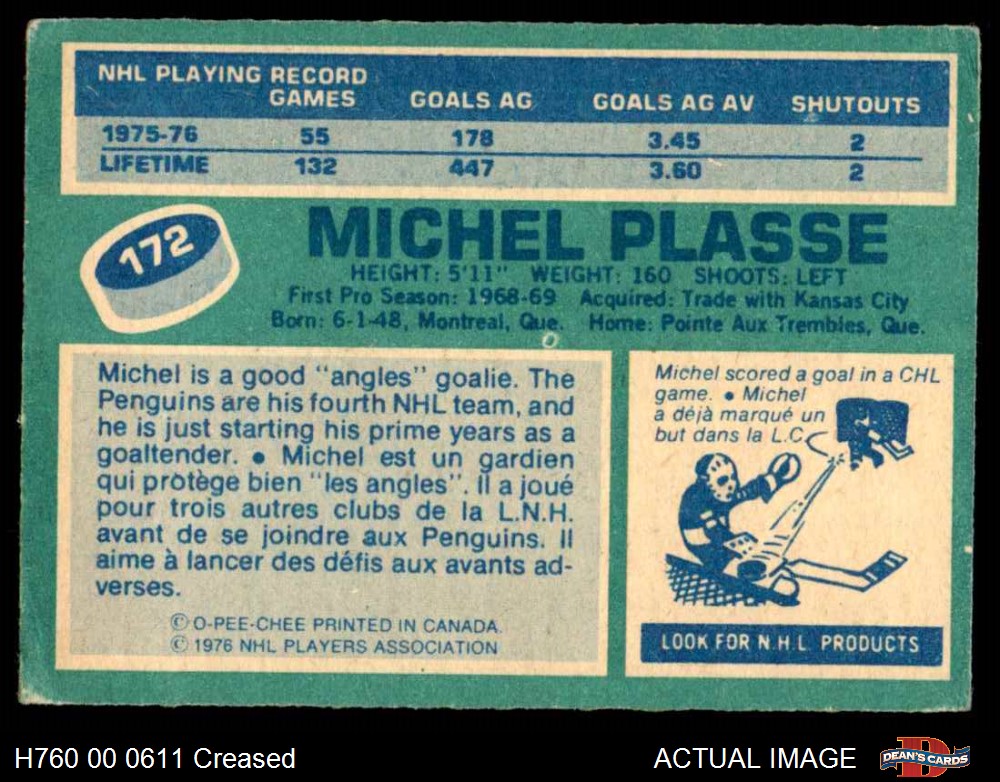 NHL PLAYING RECORD
GAMES GOALS AG GOALS AG AV SHUTOUTS
1975-76 55 178 3.45 2
LIFETIME 132 447 3.60 2
172
MICHEL PLASSE
HEIGHT: 5'11" WEIGHT: 160 SHOOTS: LEFT
First Pro Season: 1968-69 Acquired: Trade with Kansas City
Born: 6-1-48, Montreal, Que. Home: Pointe Aux Trembles, Que.
Michel is a good "angles" goalie. The
Penguins are his fourth NHL team, and
he is just starting his prime years as a
goaltender. • Michel est un gardien
qui protège bien "les angles". Il a joué
pour trois autres clubs de la L.N.H.
avant de se joindre aux Penguins. Il
aime à lancer des défis aux avants ad-
verses.
© O-PEE-CHEE PRINTED IN CANADA.
© 1976 NHL PLAYERS ASSOCIATION
Michel scored a goal in a CHL
game. • Michel
a déjà marqué un
but dans la L.C.
LOOK FOR N.H.L. PRODUCTS
H760 00 0611 Creased
ACTUAL IMAGE
DEAN'S CARDS